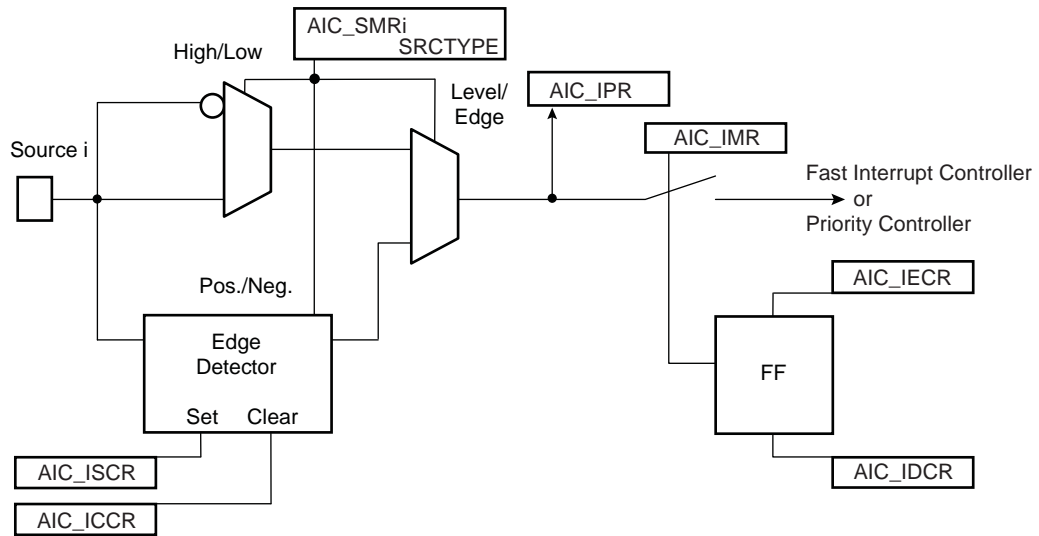 AIC_SMRi
SRCTYPE
High/Low
Level/
Edge
AIC_IPR
AIC_IMR
Source i
Fast Interrupt Controller
or
Priority Controller
Pos./Neg.
AIC_IECR
Edge
Detector
FF
Set Clear
AIC_ISCR
AIC_IDCR
AIC_ICCR